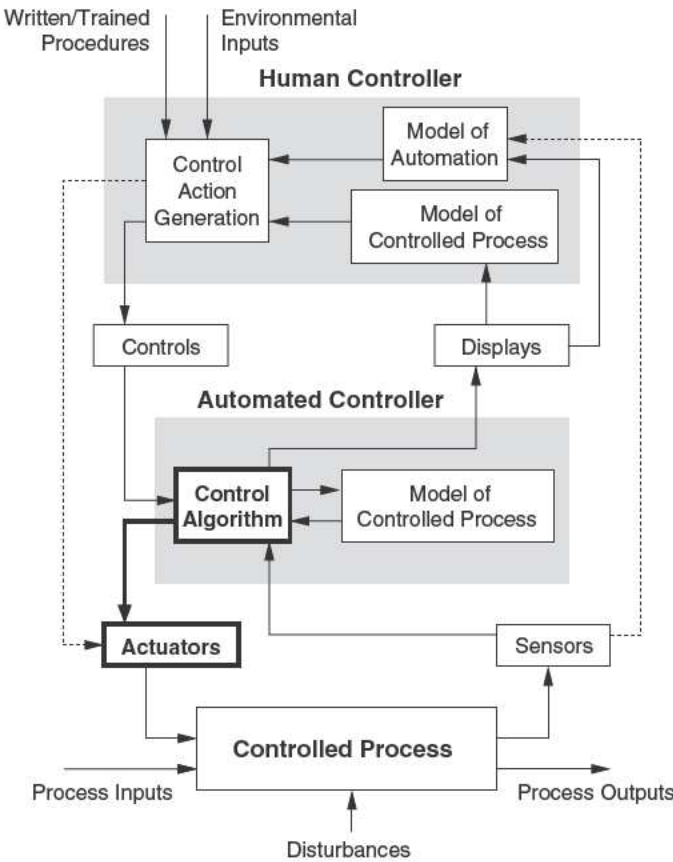 Written/Trained
Procedures
Environmental
Inputs
Human Controller
Control
Action
Generation
Model of
Automation
Model of
Controlled Process
Controls
Displays
Automated Controller
Control
Algorithm
Model of
Controlled Process
Actuators
Sensors
Controlled Process
Process Inputs
Process Outputs
Disturbances